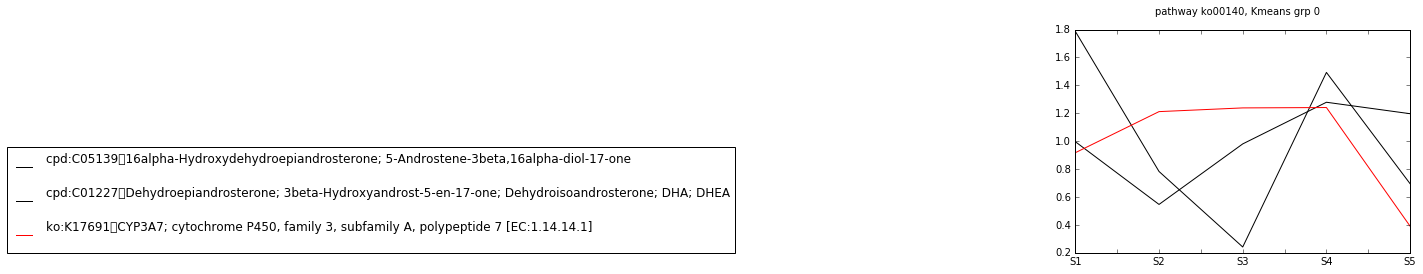 pathway ko00140, Kmeans grp 0
1.8
1.6
1.4
1.2
1.0
0.8
0.6
0.4
0.2
S1 S2 S3 S4 S5
cpd:C05139▯16alpha-Hydroxydehydroepiandrosterone; 5-Androstene-3beta,16alpha-diol-17-one
cpd:C01227▯Dehydroepiandrosterone; 3beta-Hydroxyandrost-5-en-17-one; Dehydroisoandrosterone; DHA; DHEA
ko:K17691▯CYP3A7; cytochrome P450, family 3, subfamily A, polypeptide 7 [EC:1.14.14.1]